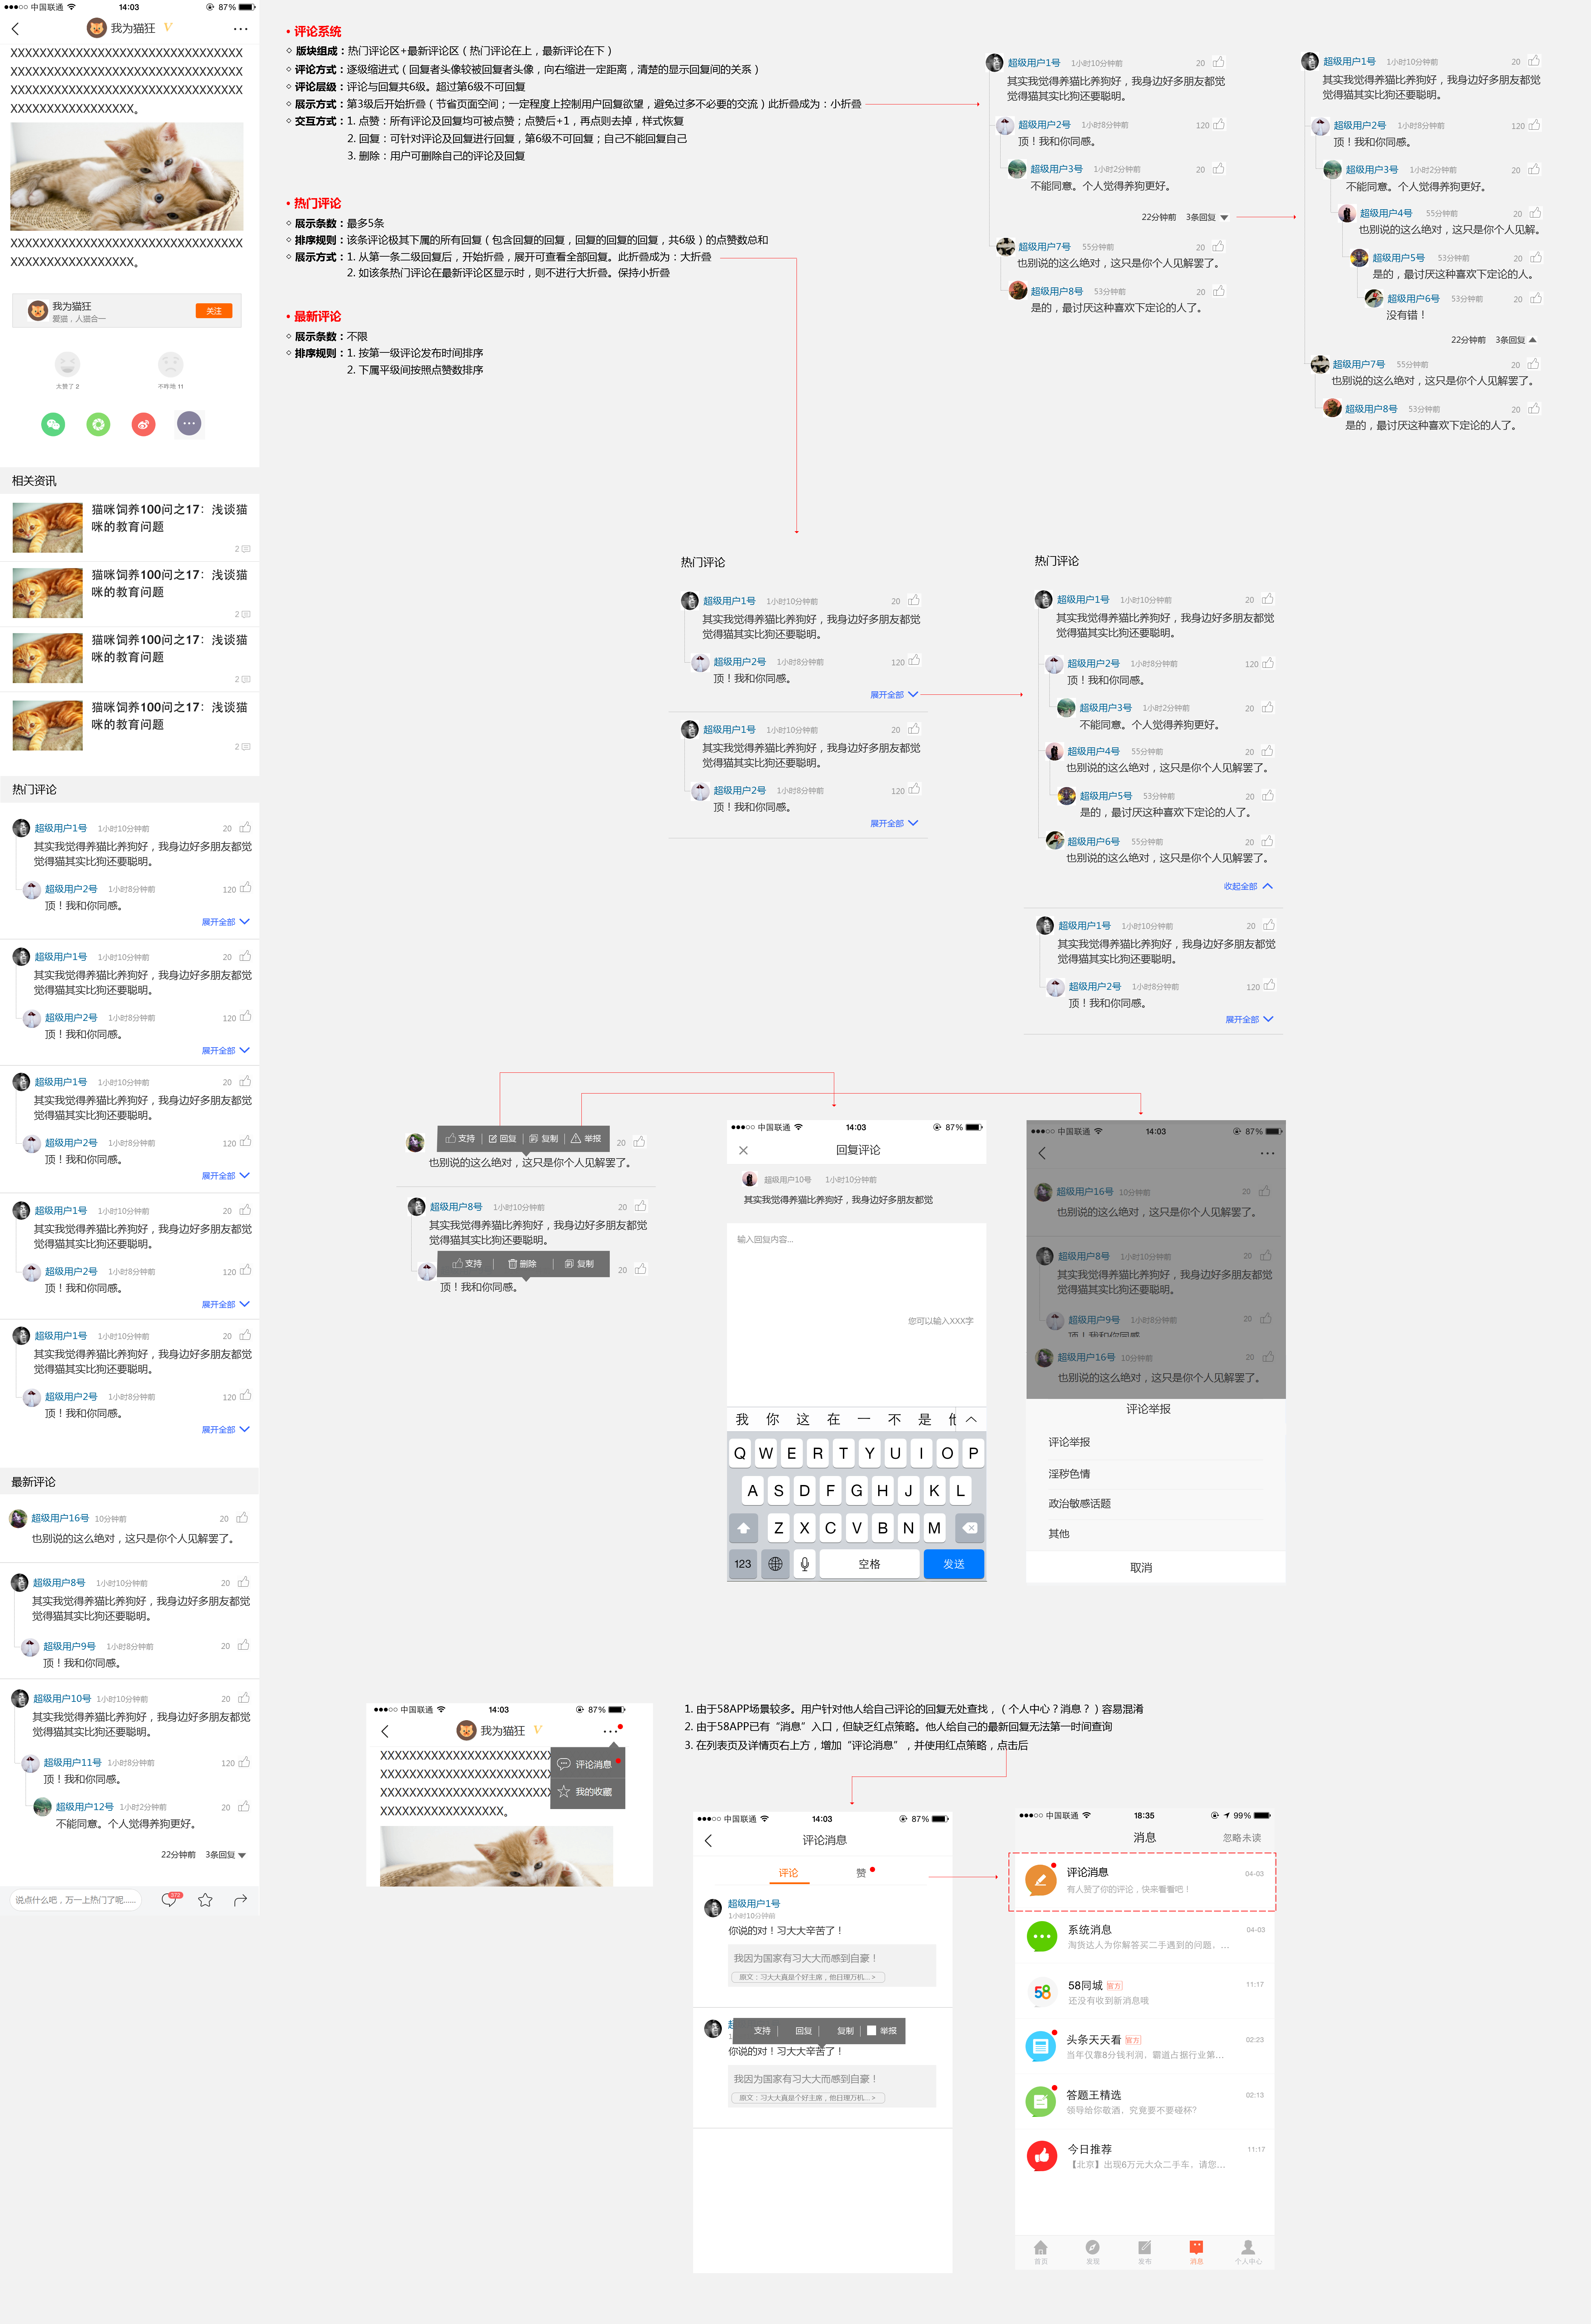 ●●●○○ 中国联通 14:03 87%
我为猫狂 V
XXXXXXXXXXXXXXXXXXXXXXXXXXXXXX
XXXXXXXXXXXXXXXXXXXXXXXXXXXXXX
XXXXXXXXXXXXXXXXXXXXXXXXXXXXXX
XXXXXXXXXXXXXXXX。
XXXXXXXXXXXXXXXXXXXXXXXXXXXXXX
XXXXXXXXXXXXXXXX。
我为猫狂
爱猫，人猫合一
关注
太赞了 2
不咋地 11
相关资讯
猫咪饲养100问之17：浅谈猫
咪的教育问题
2
猫咪饲养100问之17：浅谈猫
咪的教育问题
2
猫咪饲养100问之17：浅谈猫
咪的教育问题
2
猫咪饲养100问之17：浅谈猫
咪的教育问题
2
热门评论
超级用户1号 1小时10分钟前 20
其实我觉得养猫比养狗好，我身边好多朋友都觉
觉得猫其实比狗还要聪明。
超级用户2号 1小时8分钟前 120
顶！我和你同感。
展开全部
超级用户1号 1小时10分钟前 20
其实我觉得养猫比养狗好，我身边好多朋友都觉
觉得猫其实比狗还要聪明。
超级用户2号 1小时8分钟前 120
顶！我和你同感。
展开全部
超级用户1号 1小时10分钟前 20
其实我觉得养猫比养狗好，我身边好多朋友都觉
觉得猫其实比狗还要聪明。
超级用户2号 1小时8分钟前 120
顶！我和你同感。
展开全部
超级用户1号 1小时10分钟前 20
其实我觉得养猫比养狗好，我身边好多朋友都觉
觉得猫其实比狗还要聪明。
超级用户2号 1小时8分钟前 120
顶！我和你同感。
展开全部
超级用户1号 1小时10分钟前 20
其实我觉得养猫比养狗好，我身边好多朋友都觉
觉得猫其实比狗还要聪明。
超级用户2号 1小时8分钟前 120
顶！我和你同感。
展开全部
最新评论
超级用户16号 10分钟前 20
也别说的这么绝对，这只是你个人见解罢了。
超级用户8号 1小时10分钟前 20
其实我觉得养猫比养狗好，我身边好多朋友都觉
觉得猫其实比狗还要聪明。
超级用户9号 1小时8分钟前 20
顶！我和你同感。
超级用户10号 1小时10分钟前 20
其实我觉得养猫比养狗好，我身边好多朋友都觉
觉得猫其实比狗还要聪明。
超级用户11号 1小时8分钟前 120
顶！我和你同感。
超级用户12号 1小时2分钟前 20
不能同意。个人觉得养狗更好。
22分钟前 3条回复
说点什么吧，万一上热门了呢...... 372
• 评论系统
◇ 版块组成：热门评论区+最新评论区（热门评论在上，最新评论在下）
◇ 评论方式：逐级缩进式（回复者头像较被回复者头像，向右缩进一定距离，清楚的显示回复间的关系）
◇ 评论层级：评论与回复共6级。超过第6级不可回复
◇ 展示方式：第3级后开始折叠（节省页面空间；一定程度上控制用户回复欲望，避免过多不必要的交流）此折叠成为：小折叠
◇ 交互方式：1. 点赞：所有评论及回复均可被点赞；点赞后+1，再点则去掉，样式恢复
2. 回复：可针对评论及回复进行回复，第6级不可回复；自己不能回复自己
3. 删除：用户可删除自己的评论及回复
• 热门评论
◇ 展示条数：最多5条
◇ 排序规则：该条评论极其下属的所有回复（包含回复的回复，回复的回复的回复，共6级）的点赞数总和
◇ 展示方式：1. 从第一条二级回复后，开始折叠，展开可查看全部回复。此折叠成为：大折叠
2. 如该条热门评论在最新评论区显示时，则不进行大折叠。保持小折叠
• 最新评论
◇ 展示条数：不限
◇ 排序规则：1. 按第一级评论发布时间排序
2. 下属平级间按照点赞数排序
超级用户1号 1小时10分钟前 20
其实我觉得养猫比养狗好，我身边好多朋友都觉
觉得猫其实比狗还要聪明。
超级用户2号 1小时8分钟前 120
顶！我和你同感。
超级用户3号 1小时2分钟前 20
不能同意。个人觉得养狗更好。
22分钟前 3条回复
超级用户7号 55分钟前 20
也别说的这么绝对，这只是你个人见解罢了。
超级用户8号 53分钟前 20
是的，最讨厌这种喜欢下定论的人了。
超级用户1号 1小时10分钟前 20
其实我觉得养猫比养狗好，我身边好多朋友都觉
觉得猫其实比狗还要聪明。
超级用户2号 1小时8分钟前 120
顶！我和你同感。
超级用户3号 1小时2分钟前 20
不能同意。个人觉得养狗更好。
超级用户4号 55分钟前 20
也别说的这么绝对，这只是你个人见解。
超级用户5号 53分钟前 20
是的，最讨厌这种喜欢下定论的人。
超级用户6号 53分钟前 20
没有错！
22分钟前 3条回复
超级用户7号 55分钟前 20
也别说的这么绝对，这只是你个人见解罢了。
超级用户8号 53分钟前 20
是的，最讨厌这种喜欢下定论的人了。
热门评论
超级用户1号 1小时10分钟前 20
其实我觉得养猫比养狗好，我身边好多朋友都觉
觉得猫其实比狗还要聪明。
超级用户2号 1小时8分钟前 120
顶！我和你同感。
展开全部
超级用户1号 1小时10分钟前 20
其实我觉得养猫比养狗好，我身边好多朋友都觉
觉得猫其实比狗还要聪明。
超级用户2号 1小时8分钟前 120
顶！我和你同感。
展开全部
热门评论
超级用户1号 1小时10分钟前 20
其实我觉得养猫比养狗好，我身边好多朋友都觉
觉得猫其实比狗还要聪明。
超级用户2号 1小时8分钟前 120
顶！我和你同感。
超级用户3号 1小时2分钟前 20
不能同意。个人觉得养狗更好。
超级用户4号 55分钟前 20
也别说的这么绝对，这只是你个人见解罢了。
超级用户5号 53分钟前 20
是的，最讨厌这种喜欢下定论的人了。
超级用户6号 55分钟前 20
也别说的这么绝对，这只是你个人见解罢了。
收起全部
超级用户1号 1小时10分钟前 20
其实我觉得养猫比养狗好，我身边好多朋友都觉
觉得猫其实比狗还要聪明。
超级用户2号 1小时8分钟前 120
顶！我和你同感。
展开全部
支持 回复 复制 举报 20
也别说的这么绝对，这只是你个人见解罢了。
超级用户8号 1小时10分钟前 20
其实我觉得养猫比养狗好，我身边好多朋友都觉
觉得猫其实比狗还要聪明。
支持 删除 复制 20
顶！我和你同感。
●●●○○ 中国联通 14:03 87%
回复评论
超级用户10号 1小时10分钟前
其实我觉得养猫比养狗好，我身边好多朋友都觉
输入回复内容...
您可以输入XXX字
我 你 这 在 一 不 是 他
Q W E R T Y U I O P
A S D F G H J K L
Z X C V B N M
123 空格 发送
●●●○○ 中国联通 14:03 87%
超级用户16号 10分钟前 20
也别说的这么绝对，这只是你个人见解罢了。
超级用户8号 1小时10分钟前 20
其实我觉得养猫比养狗好，我身边好多朋友都觉
觉得猫其实比狗还要聪明。
超级用户9号 1小时8分钟前 20
顶！我和你同感
超级用户16号 10分钟前 20
也别说的这么绝对，这只是你个人见解罢了。
评论举报
评论举报
淫秽色情
政治敏感话题
其他
取消
●●●○○ 中国联通 14:03 87%
我为猫狂 V
XXXXXXXXXXXXXXXXXXXXXX
XXXXXXXXXXXXXXXXXXXXXX
XXXXXXXXXXXXXXXXXXXXXX
XXXXXXXXXXXXXXXX。
评论消息
我的收藏
1. 由于58APP场景较多。用户针对他人给自己评论的回复无处查找，（个人中心？消息？）容易混淆
2. 由于58APP已有“消息”入口，但缺乏红点策略。他人给自己的最新回复无法第一时间查询
3. 在列表页及详情页右上方，增加“评论消息”，并使用红点策略，点击后
●●●○○ 中国联通 14:03 87%
评论消息
评论 赞
超级用户1号
1小时10分钟前
你说的对！习大大辛苦了！
我因为国家有习大大而感到自豪！
原文：习大大真是个好主席，他日理万机... >
支持 回复 复制 举报
你说的对！习大大辛苦了！
我因为国家有习大大而感到自豪！
原文：习大大真是个好主席，他日理万机... >
●●●○○ 中国联通 18:35 99%
消息 忽略未读
评论消息 04-03
有人赞了你的评论，快来看看吧！
系统消息 04-03
淘货达人为你解答买二手遇到的问题，...
58同城 官方 11:17
还没有收到新消息哦
头条天天看 官方 02:23
当年仅靠8分钱利润，霸道占据行业第...
答题王精选 02:13
领导给你敬酒，究竟要不要碰杯？
今日推荐 11:17
【北京】出现6万元大众二手车，请您...
首页 发现 发布 消息 个人中心